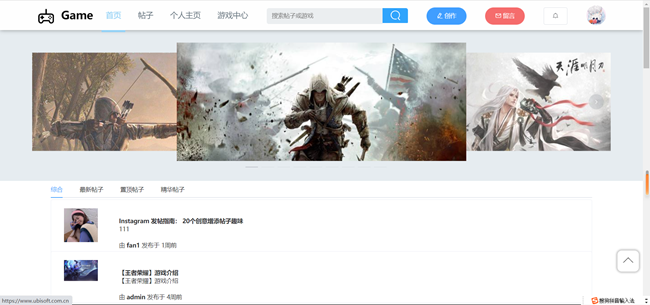 Game 首页 帖子 个人主页 游戏中心 搜索帖子或游戏 创作 留言
天涯明月刀
综合 最新帖子 置顶帖子 精华帖子
Instagram 发帖指南： 20个创意增添帖子趣味
111
由 fan1 发布于 1周前
【王者荣耀】游戏介绍
【王者荣耀】游戏介绍
由 admin 发布于 4周前
https://www.ubisoft.com.cn
搜狗拼音输入法